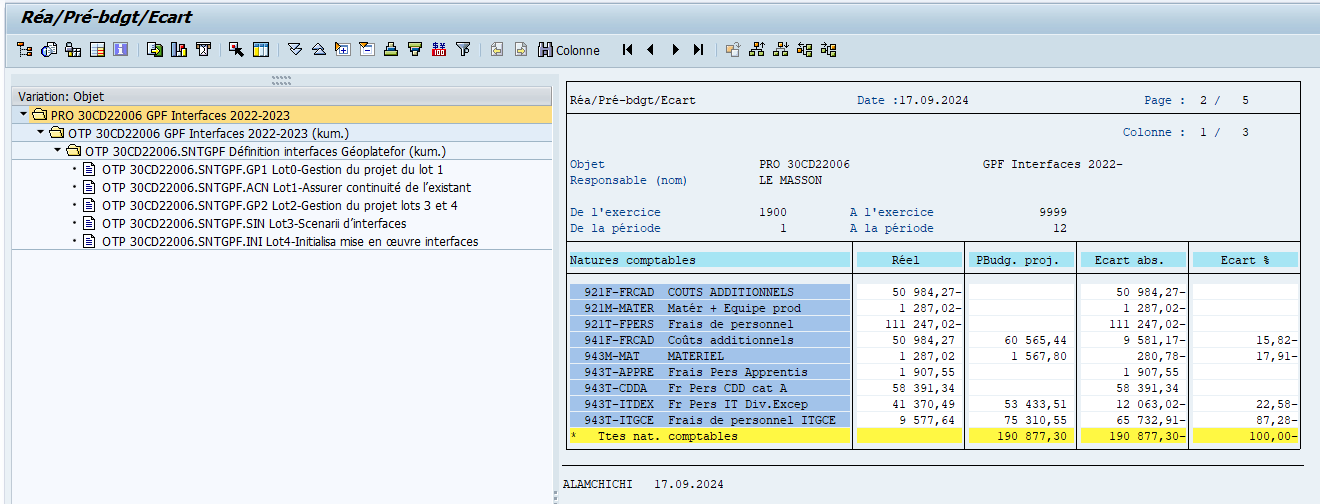 Réa/Pré-bdgt/Ecart
Colonne
Variation: Objet
PRO 30CD22006 GPF Interfaces 2022-2023
OTP 30CD22006 GPF Interfaces 2022-2023 (kum.)
OTP 30CD22006.SNTGPF Définition interfaces Géoplatefor (kum.)
OTP 30CD22006.SNTGPF.GP1 Lot0-Gestion du projet du lot 1
OTP 30CD22006.SNTGPF.ACN Lot1-Assurer continuité de l'existant
OTP 30CD22006.SNTGPF.GP2 Lot2-Gestion du projet lots 3 et 4
OTP 30CD22006.SNTGPF.SIN Lot3-Scenarii d'interfaces
OTP 30CD22006.SNTGPF.INI Lot4-Initialisa mise en œuvre interfaces
Réa/Pré-bdgt/Ecart Date :17.09.2024 Page : 2 / 5
Colonne : 1 / 3
Objet PRO 30CD22006 GPF Interfaces 2022-
Responsable (nom) LE MASSON
De l'exercice 1900 A l'exercice 9999
De la période 1 A la période 12
Natures comptables Réel PBudg. proj. Ecart abs. Ecart %
921F-FRCAD COUTS ADDITIONNELS 50 984,27- 50 984,27-
921M-MATER Matér + Equipe prod 1 287,02- 1 287,02-
921T-FPERS Frais de personnel 111 247,02- 111 247,02-
941F-FRCAD Coûts additionnels 50 984,27 60 565,44 9 581,17- 15,82-
943M-MAT MATERIEL 1 287,02 1 567,80 280,78- 17,91-
943T-APPRE Frais Pers Apprentis 1 907,55 1 907,55
943T-CDDA Fr Pers CDD cat A 58 391,34 58 391,34
943T-ITDEX Fr Pers IT Div.Excep 41 370,49 53 433,51 12 063,02- 22,58-
943T-ITGCE Frais de personnel ITGCE 9 577,64 75 310,55 65 732,91- 87,28-
* Ttes nat. comptables 190 877,30 190 877,30- 100,00-
ALAMCHICHI 17.09.2024